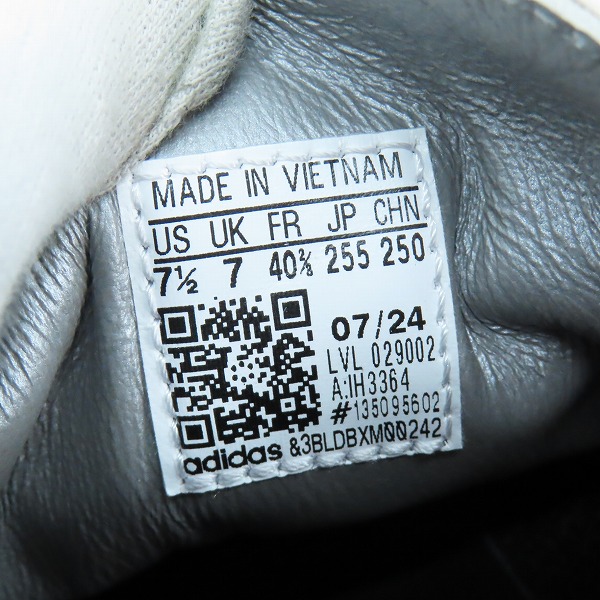 MADE IN VIETNAM
US UK FR JP CHN
7½ 7 40⅔ 255 250
07/24
LVL 029002
A:IH3364
#135095602
adidas &3BLDBXM00242